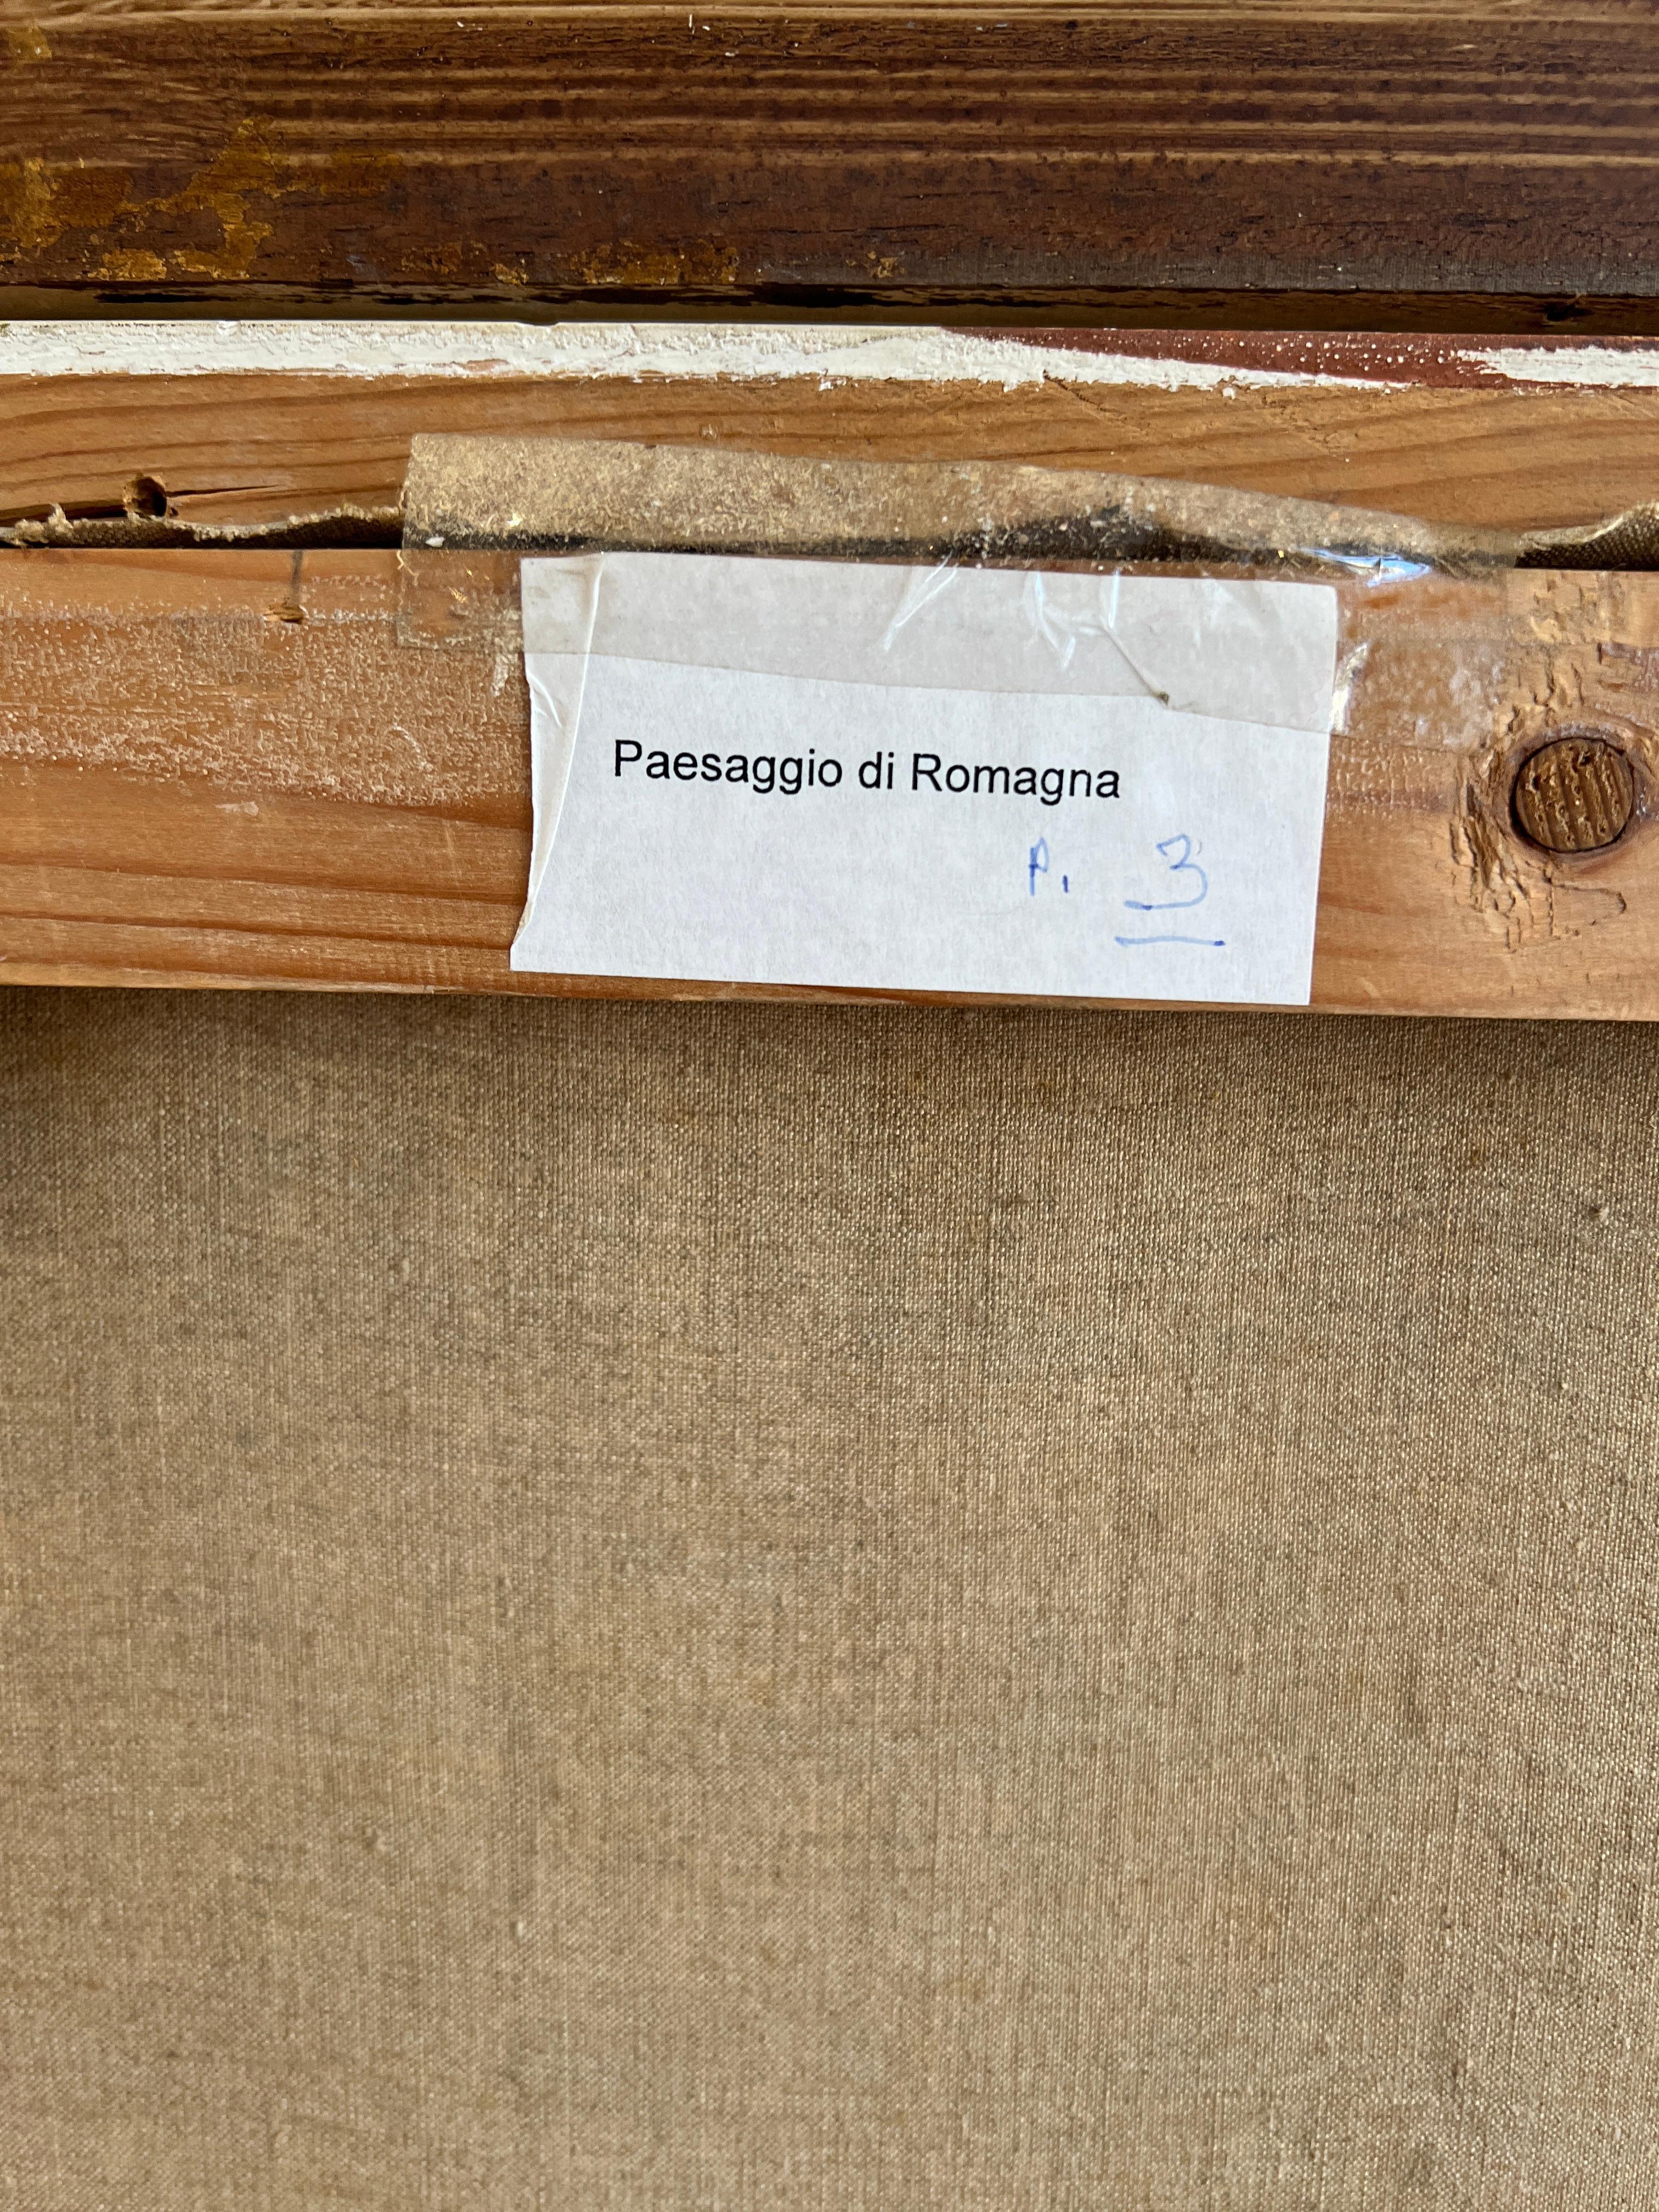 Paesaggio di Romagna
P. 3